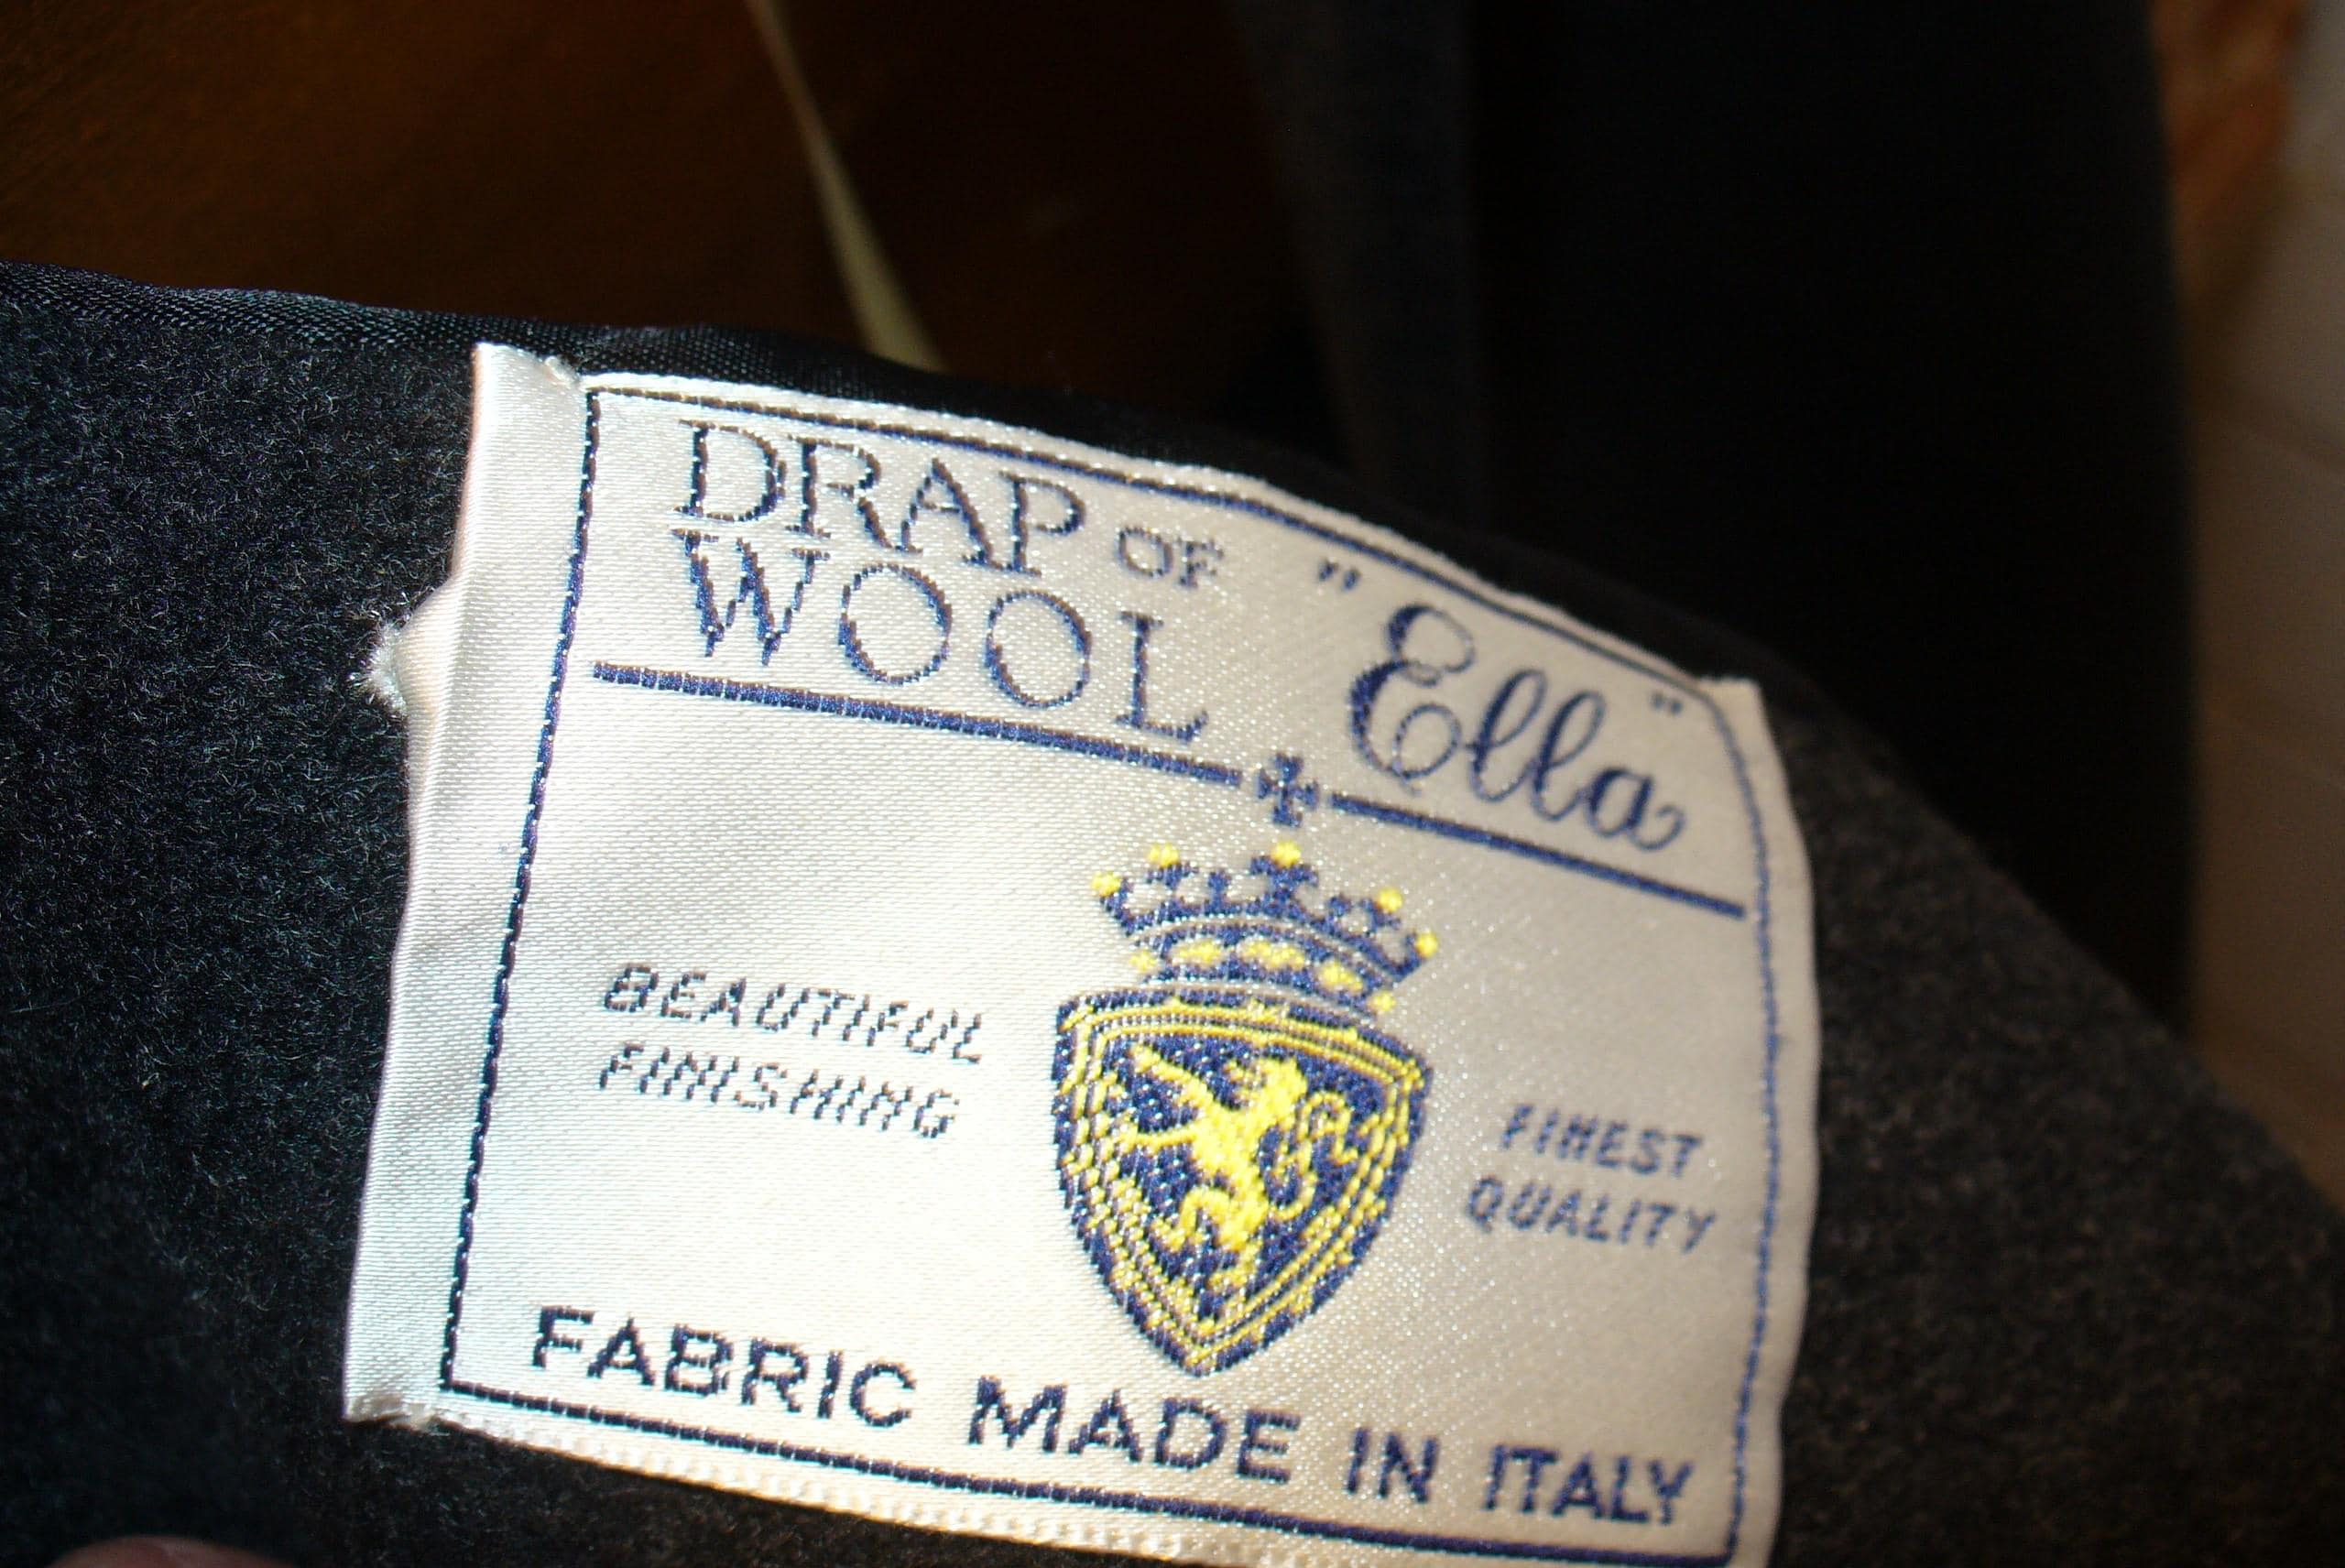 DRAP OF
WOOL
"Ella"
BEAUTIFUL
FINISHING
FINEST
QUALITY
FABRIC MADE IN ITALY